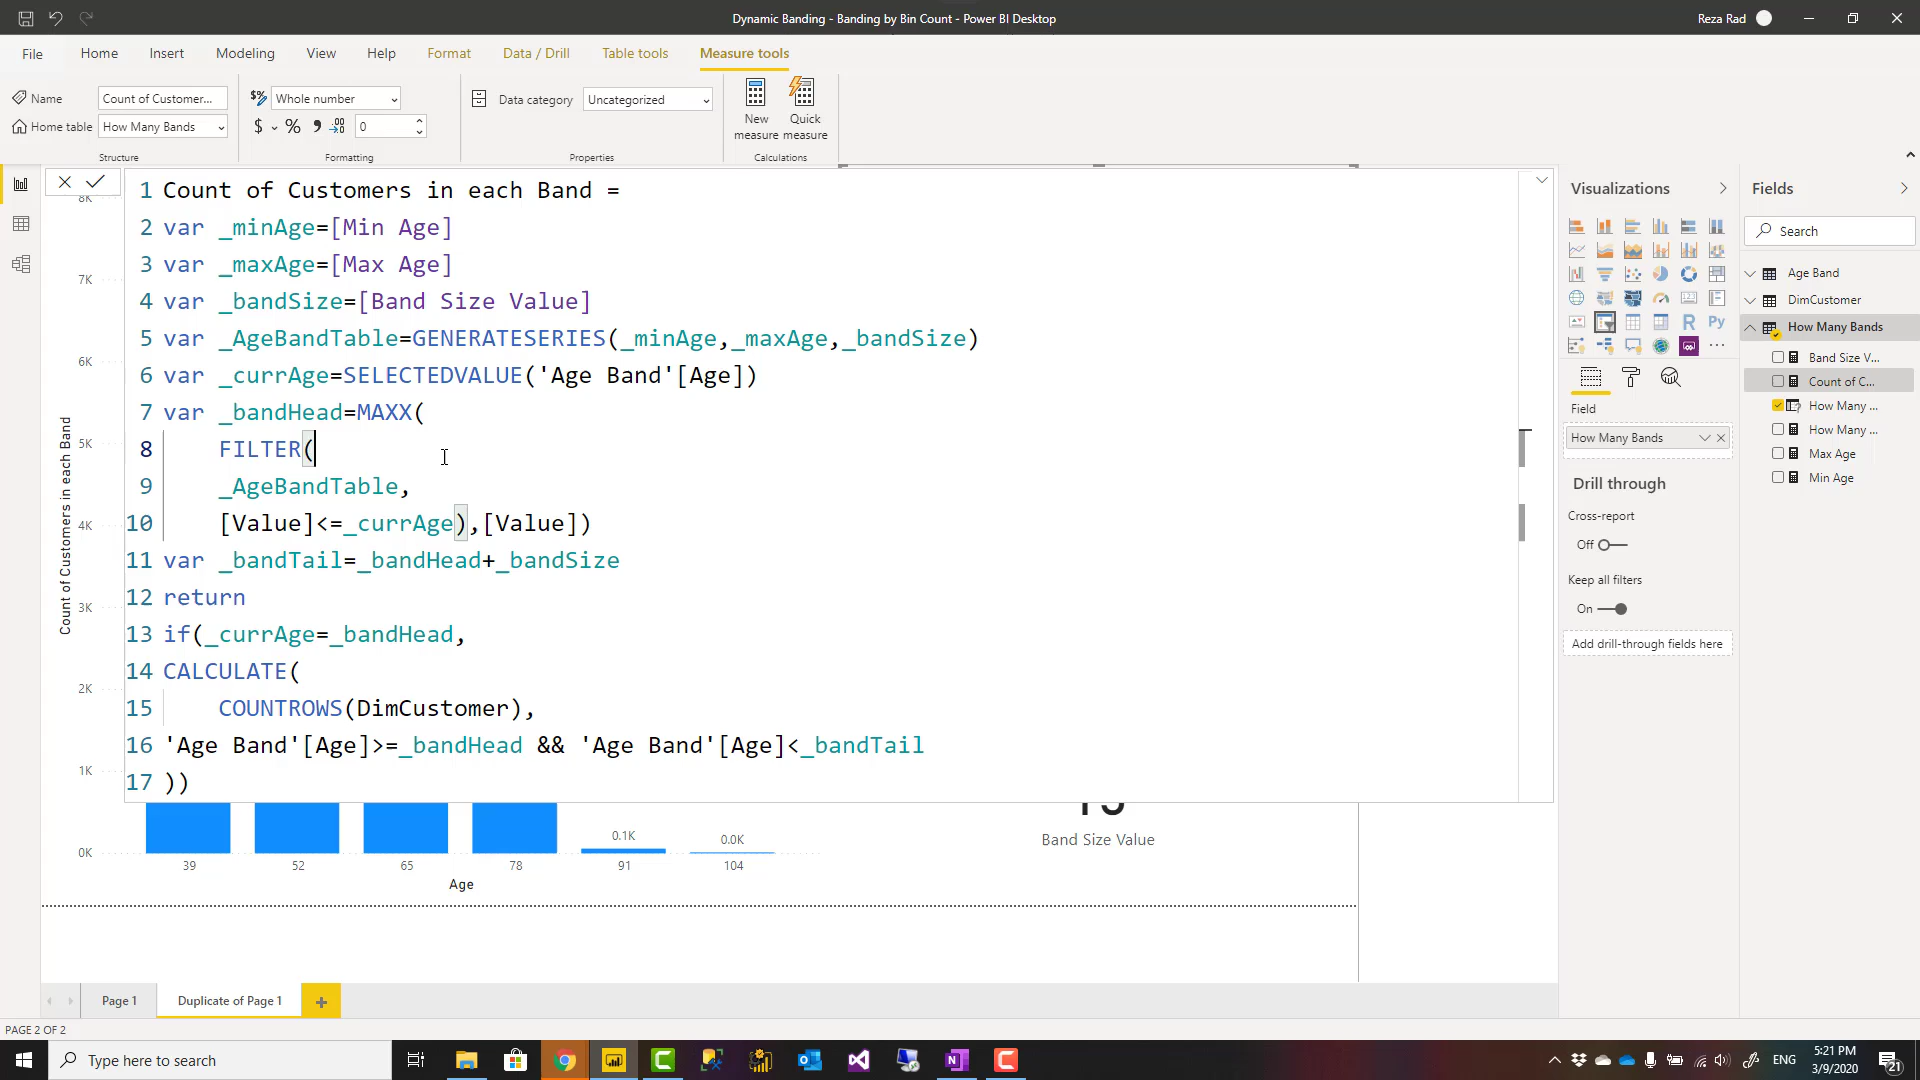 Dynamic Banding - Banding by Bin Count - Power BI Desktop
Reza Rad
File Home Insert Modeling View Help Format Data / Drill Table tools Measure tools
Name Count of Customer...
Home table How Many Bands
Structure
$% Whole number
$ % 9 .00 0
Formatting
Data category Uncategorized
Properties
New measure
Quick measure
Calculations
1 Count of Customers in each Band =
2 var _minAge=[Min Age]
3 var _maxAge=[Max Age]
4 var _bandSize=[Band Size Value]
5 var _AgeBandTable=GENERATESERIES(_minAge,_maxAge,_bandSize)
6 var _currAge=SELECTEDVALUE('Age Band'[Age])
7 var _bandHead=MAXX(
8 FILTER(
9 _AgeBandTable,
10 [Value]<=_currAge),[Value])
11 var _bandTail=_bandHead+_bandSize
12 return
13 if(_currAge=_bandHead,
14 CALCULATE(
15 COUNTROWS(DimCustomer),
16 'Age Band'[Age]>=_bandHead && 'Age Band'[Age]<_bandTail
17 ))
Count of Customers in each Band
8K
7K
6K
5K
4K
3K
2K
1K
0K
0.1K 0.0K
39 52 65 78 91 104
Age
Band Size Value
Visualizations
R Py
Field
How Many Bands
Drill through
Cross-report
Off
Keep all filters
On
Add drill-through fields here
Fields
Search
Age Band
DimCustomer
How Many Bands
Band Size V...
Count of C...
How Many ...
How Many ...
Max Age
Min Age
Page 1 Duplicate of Page 1 +
PAGE 2 OF 2
Type here to search
ENG
5:21 PM
3/9/2020
21